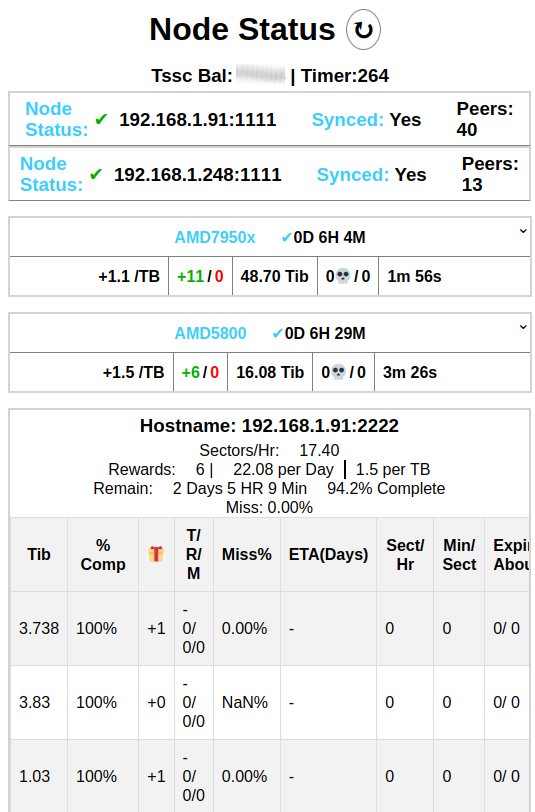 Node Status ↻
Tssc Bal: | Timer:264
Node Status: ✔ 192.168.1.91:1111 Synced: Yes Peers: 40
Node Status: ✔ 192.168.1.248:1111 Synced: Yes Peers: 13
AMD7950x ✔0D 6H 4M
+1.1 /TB +11/0 48.70 Tib 0💀/0 1m 56s
AMD5800 ✔0D 6H 29M
+1.5 /TB +6/0 16.08 Tib 0💀/0 3m 26s
Hostname: 192.168.1.91:2222
Sectors/Hr: 17.40
Rewards: 6 | 22.08 per Day | 1.5 per TB
Remain: 2 Days 5 HR 9 Min 94.2% Complete
Miss: 0.00%
Tib % Comp 🎁 T/ R/ M Miss% ETA(Days) Sect/ Hr Min/ Sect Expi Abou
3.738 100% +1 - 0/ 0/0 0.00% - 0 0 0/ 0
3.83 100% +0 - 0/ 0/0 NaN% - 0 0 0/ 0
1.03 100% +1 - 0/ 0/0 0.00% - 0 0 0/ 0